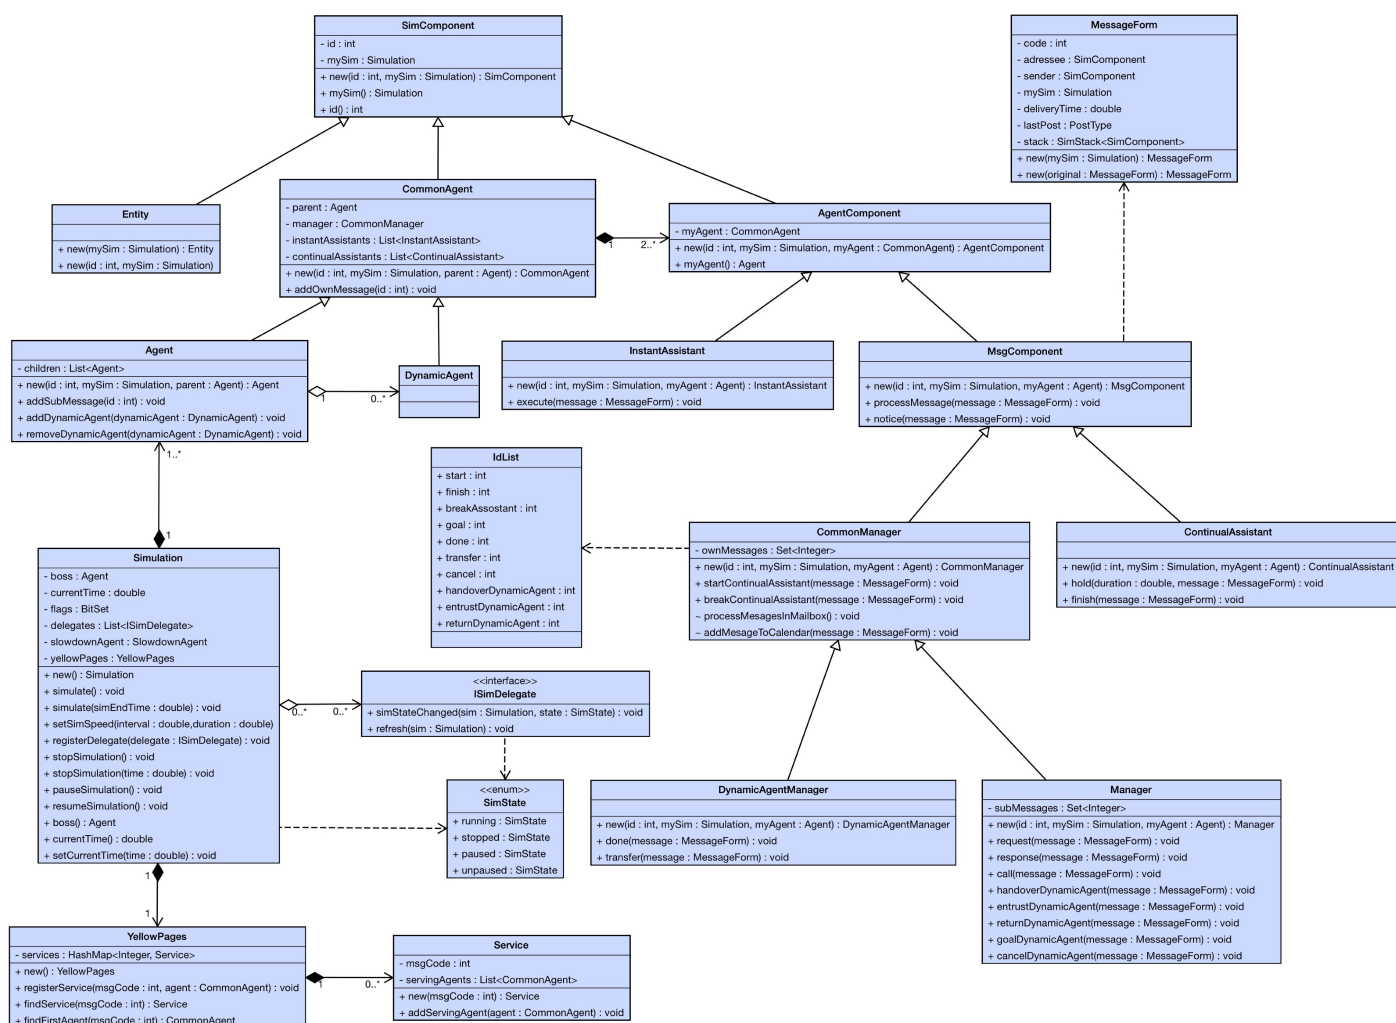 SimComponent
- id : int
- mySim : Simulation
+ new(id : int, mySim : Simulation) : SimComponent
+ mySim() : Simulation
+ id() : int
MessageForm
- code : int
- adressee : SimComponent
- sender : SimComponent
- mySim : Simulation
- deliveryTime : double
- lastPost : PostType
- stack : SimStack<SimComponent>
+ new(mySim : Simulation) : MessageForm
+ new(original : MessageForm) : MessageForm
Entity
+ new(mySim : Simulation) : Entity
+ new(id : int, mySim : Simulation)
CommonAgent
- parent : Agent
- manager : CommonManager
- instantAssistants : List<InstantAssistant>
- continualAssistants : List<ContinualAssistant>
+ new(id : int, mySim : Simulation, parent : Agent) : CommonAgent
+ addOwnMessage(id : int) : void
1
2..*
AgentComponent
- myAgent : CommonAgent
+ new(id : int, mySim : Simulation, myAgent : CommonAgent) : AgentComponent
+ myAgent() : Agent
Agent
- children : List<Agent>
+ new(id : int, mySim : Simulation, parent : Agent) : Agent
+ addSubMessage(id : int) : void
+ addDynamicAgent(dynamicAgent : DynamicAgent) : void
+ removeDynamicAgent(dynamicAgent : DynamicAgent) : void
1
0..*
DynamicAgent
InstantAssistant
+ new(id : int, mySim : Simulation, myAgent : Agent) : InstantAssistant
+ execute(message : MessageForm) : void
MsgComponent
+ new(id : int, mySim : Simulation, myAgent : Agent) : MsgComponent
+ processMessage(message : MessageForm) : void
+ notice(message : MessageForm) : void
1..*
1
IdList
+ start : int
+ finish : int
+ breakAssostant : int
+ goal : int
+ done : int
+ transfer : int
+ cancel : int
+ handoverDynamicAgent : int
+ entrustDynamicAgent : int
+ returnDynamicAgent : int
CommonManager
- ownMessages : Set<Integer>
+ new(id : int, mySim : Simulation, myAgent : Agent) : CommonManager
+ startContinualAssistant(message : MessageForm) : void
+ breakContinualAssistant(message : MessageForm) : void
~ processMesagesInMailbox() : void
~ addMesageToCalendar(message : MessageForm) : void
ContinualAssistant
+ new(id : int, mySim : Simulation, myAgent : Agent) : ContinualAssistant
+ hold(duration : double, message : MessageForm) : void
+ finish(message : MessageForm) : void
Simulation
- boss : Agent
- currentTime : double
- flags : BitSet
- delegates : List<ISimDelegate>
- slowdownAgent : SlowdownAgent
- yellowPages : YellowPages
+ new() : Simulation
+ simulate() : void
+ simulate(simEndTime : double) : void
+ setSimSpeed(interval : double,duration : double)
+ registerDelegate(delegate : ISimDelegate) : void
+ stopSimulation() : void
+ stopSimulation(time : double) : void
+ pauseSimulation() : void
+ resumeSimulation() : void
+ boss() : Agent
+ currentTime() : double
+ setCurrentTime(time : double) : void
0..*
0..*
<<interface>>
ISimDelegate
+ simStateChanged(sim : Simulation, state : SimState) : void
+ refresh(sim : Simulation) : void
<<enum>>
SimState
+ running : SimState
+ stopped : SimState
+ paused : SimState
+ unpaused : SimState
DynamicAgentManager
+ new(id : int, mySim : Simulation, myAgent : Agent) : DynamicAgentManager
+ done(message : MessageForm) : void
+ transfer(message : MessageForm) : void
Manager
- subMessages : Set<Integer>
+ new(id : int, mySim : Simulation, myAgent : Agent) : Manager
+ request(message : MessageForm) : void
+ response(message : MessageForm) : void
+ call(message : MessageForm) : void
+ handoverDynamicAgent(message : MessageForm) : void
+ entrustDynamicAgent(message : MessageForm) : void
+ returnDynamicAgent(message : MessageForm) : void
+ goalDynamicAgent(message : MessageForm) : void
+ cancelDynamicAgent(message : MessageForm) : void
1
1
YellowPages
- services : HashMap<Integer, Service>
+ new() : YellowPages
+ registerService(msgCode : int, agent : CommonAgent) : void
+ findService(msgCode : int) : Service
+ findFirstAgent(msgCode : int) : CommonAgent
1
0..*
Service
- msgCode : int
- servingAgents : List<CommonAgent>
+ new(msgCode : int) : Service
+ addServingAgent(agent : CommonAgent) : void